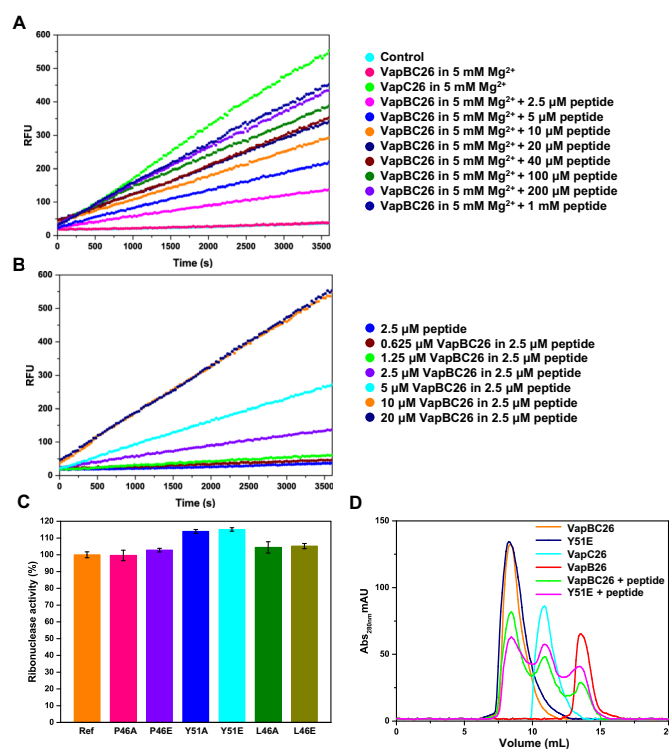 A
600
500
400
300
200
100
0
RFU
0 500 1000 1500 2000 2500 3000 3500
Time (s)
Control
VapBC26 in 5 mM Mg²⁺
VapC26 in 5 mM Mg²⁺
VapBC26 in 5 mM Mg²⁺ + 2.5 µM peptide
VapBC26 in 5 mM Mg²⁺ + 5 µM peptide
VapBC26 in 5 mM Mg²⁺ + 10 µM peptide
VapBC26 in 5 mM Mg²⁺ + 20 µM peptide
VapBC26 in 5 mM Mg²⁺ + 40 µM peptide
VapBC26 in 5 mM Mg²⁺ + 100 µM peptide
VapBC26 in 5 mM Mg²⁺ + 200 µM peptide
VapBC26 in 5 mM Mg²⁺ + 1 mM peptide
B
600
500
400
300
200
100
0
RFU
0 500 1000 1500 2000 2500 3000 3500
Time (s)
2.5 µM peptide
0.625 µM VapBC26 in 2.5 µM peptide
1.25 µM VapBC26 in 2.5 µM peptide
2.5 µM VapBC26 in 2.5 µM peptide
5 µM VapBC26 in 2.5 µM peptide
10 µM VapBC26 in 2.5 µM peptide
20 µM VapBC26 in 2.5 µM peptide
C
120
110
100
90
80
70
60
50
40
30
20
10
0
Ribonuclease activity (%)
Ref P46A P46E Y51A Y51E L46A L46E
D
150
100
50
0
Abs280nm mAU
0 5 10 15 20
Volume (mL)
VapBC26
Y51E
VapC26
VapB26
VapBC26 + peptide
Y51E + peptide